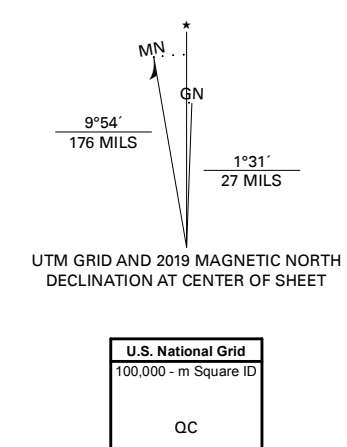 MN
GN
9°54´
176 MILS
1°31´
27 MILS
UTM GRID AND 2019 MAGNETIC NORTH
DECLINATION AT CENTER OF SHEET
U.S. National Grid
100,000 - m Square ID
QC